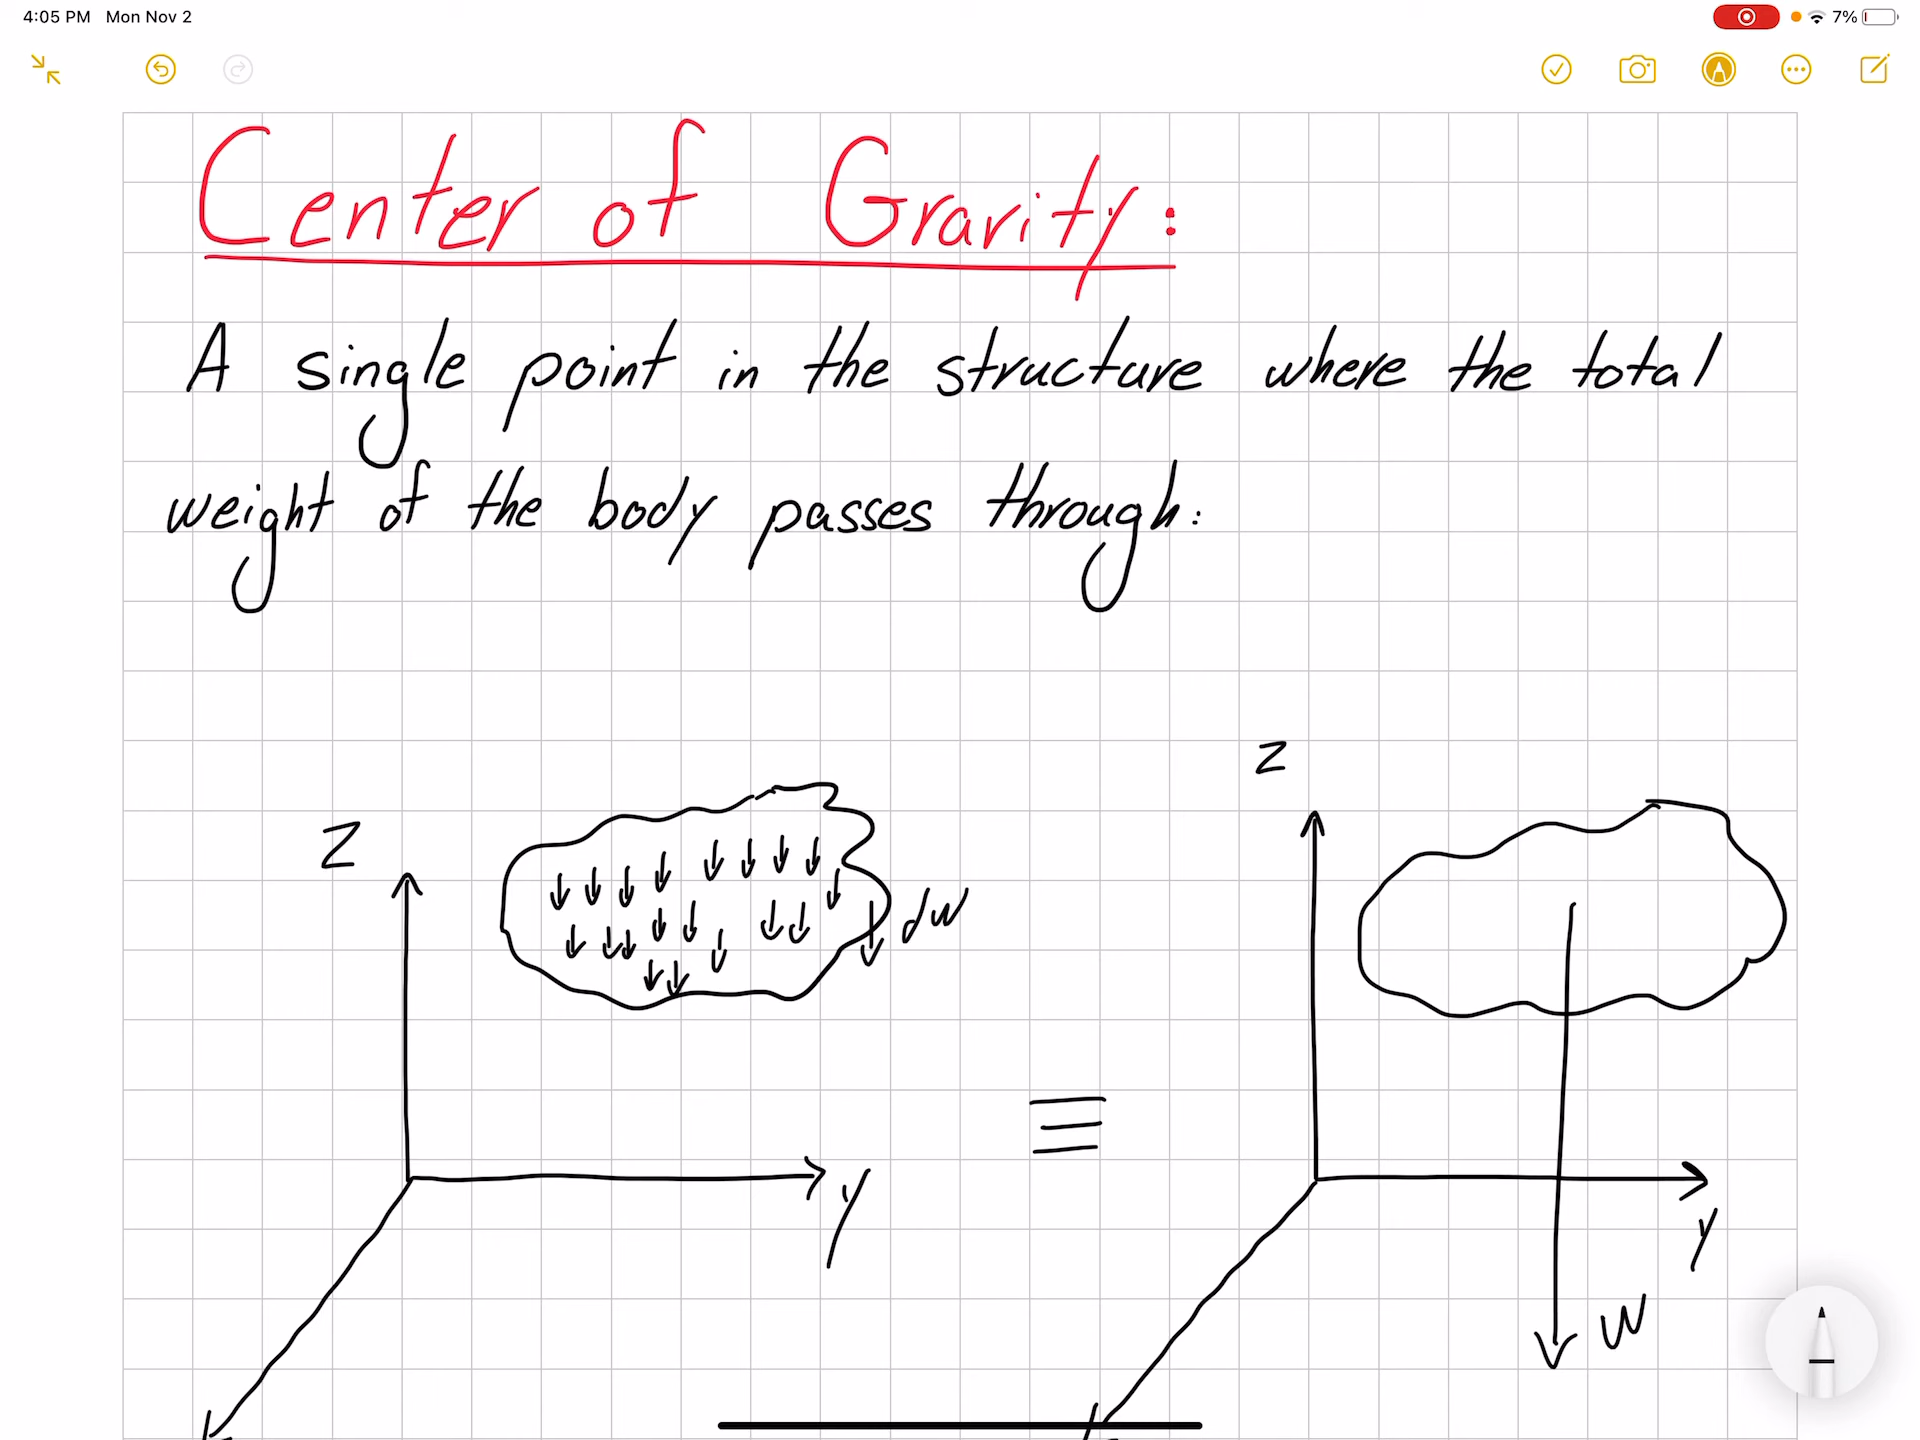 4:05 PM Mon Nov 2
7%
Center of Gravity:
A single point in the structure where the total
weight of the body passes through:
Z
dw
y
≡
Z
y
W